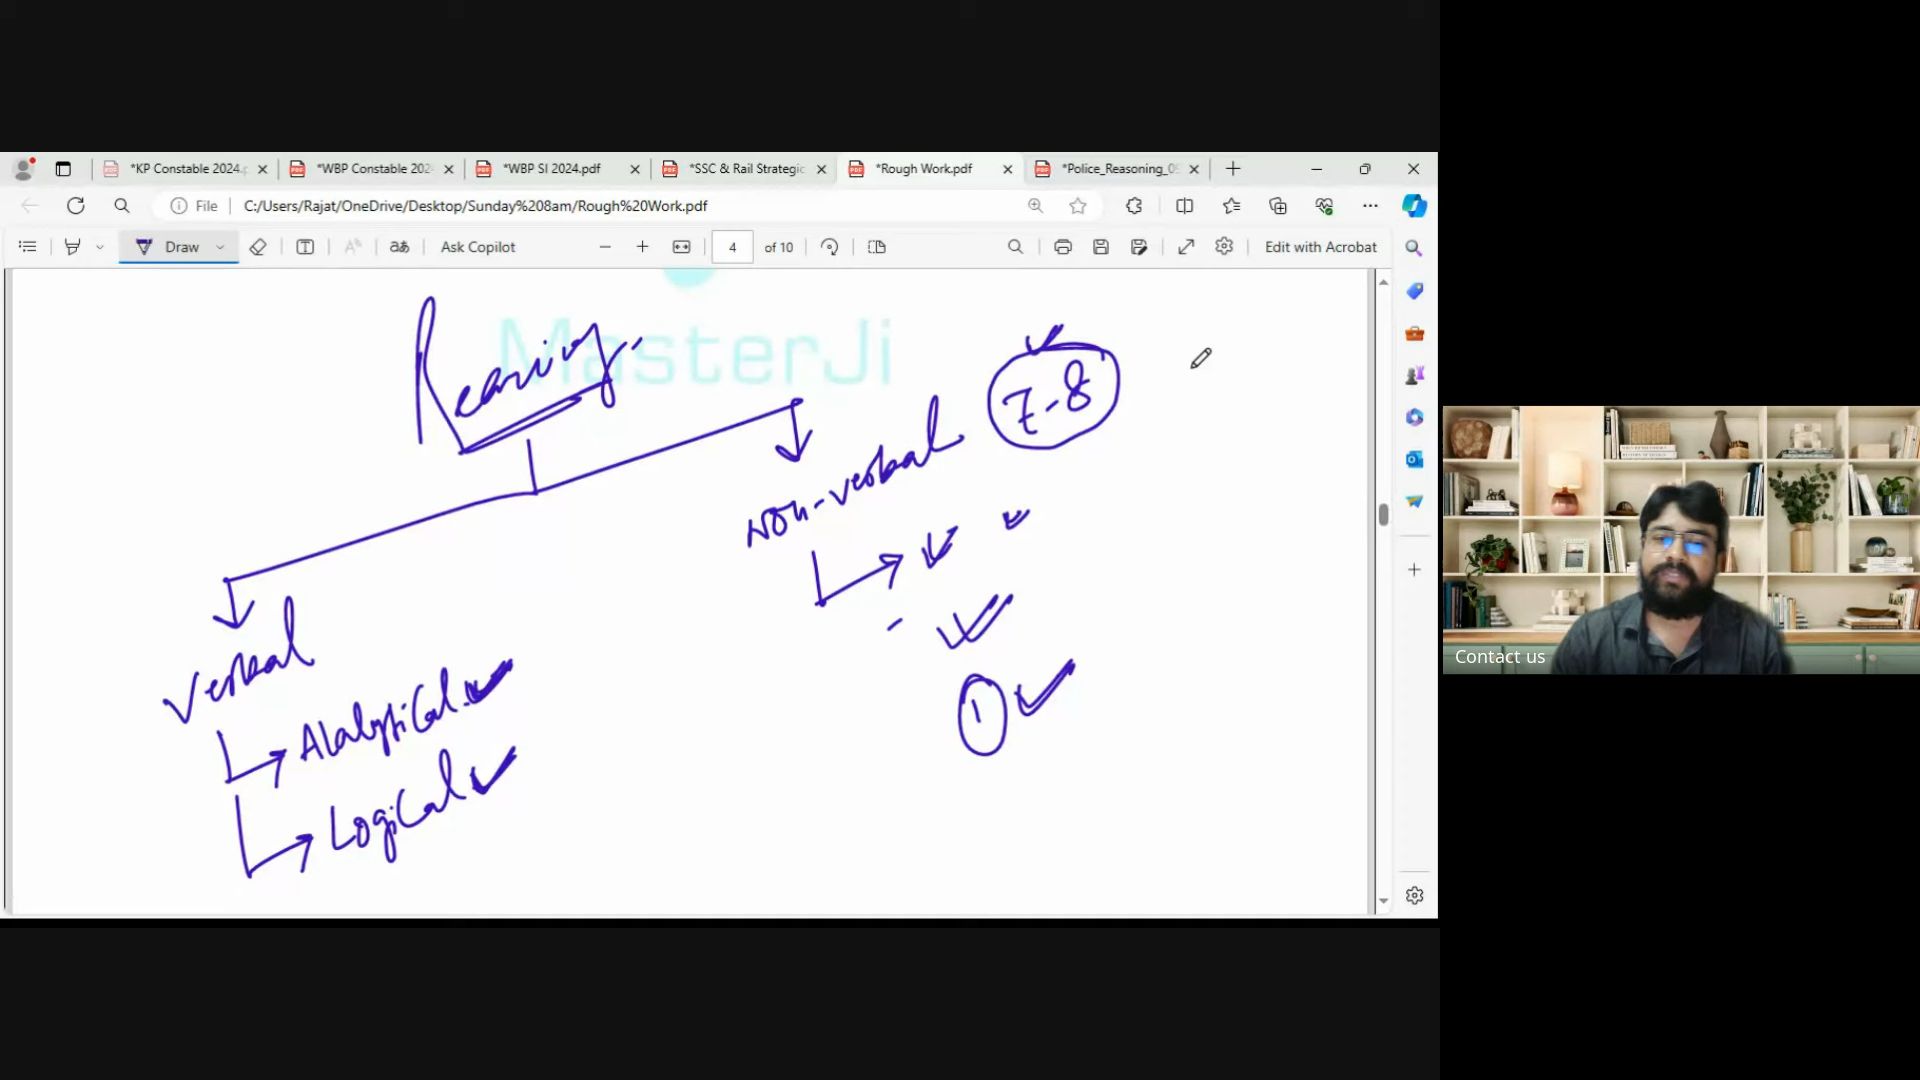 *KP Constable 2024.p
*WBP Constable 202
*WBP SI 2024.pdf
*SSC & Rail Strategic
*Rough Work.pdf
*Police_Reasoning_05
File
C:/Users/Rajat/OneDrive/Desktop/Sunday%208am/Rough%20Work.pdf
Draw
Ask Copilot
4 of 10
Edit with Acrobat
MasterJi
Reasoning
7-8
Non-verbal
Verbal
Alalytical
Logical
1
Contact us